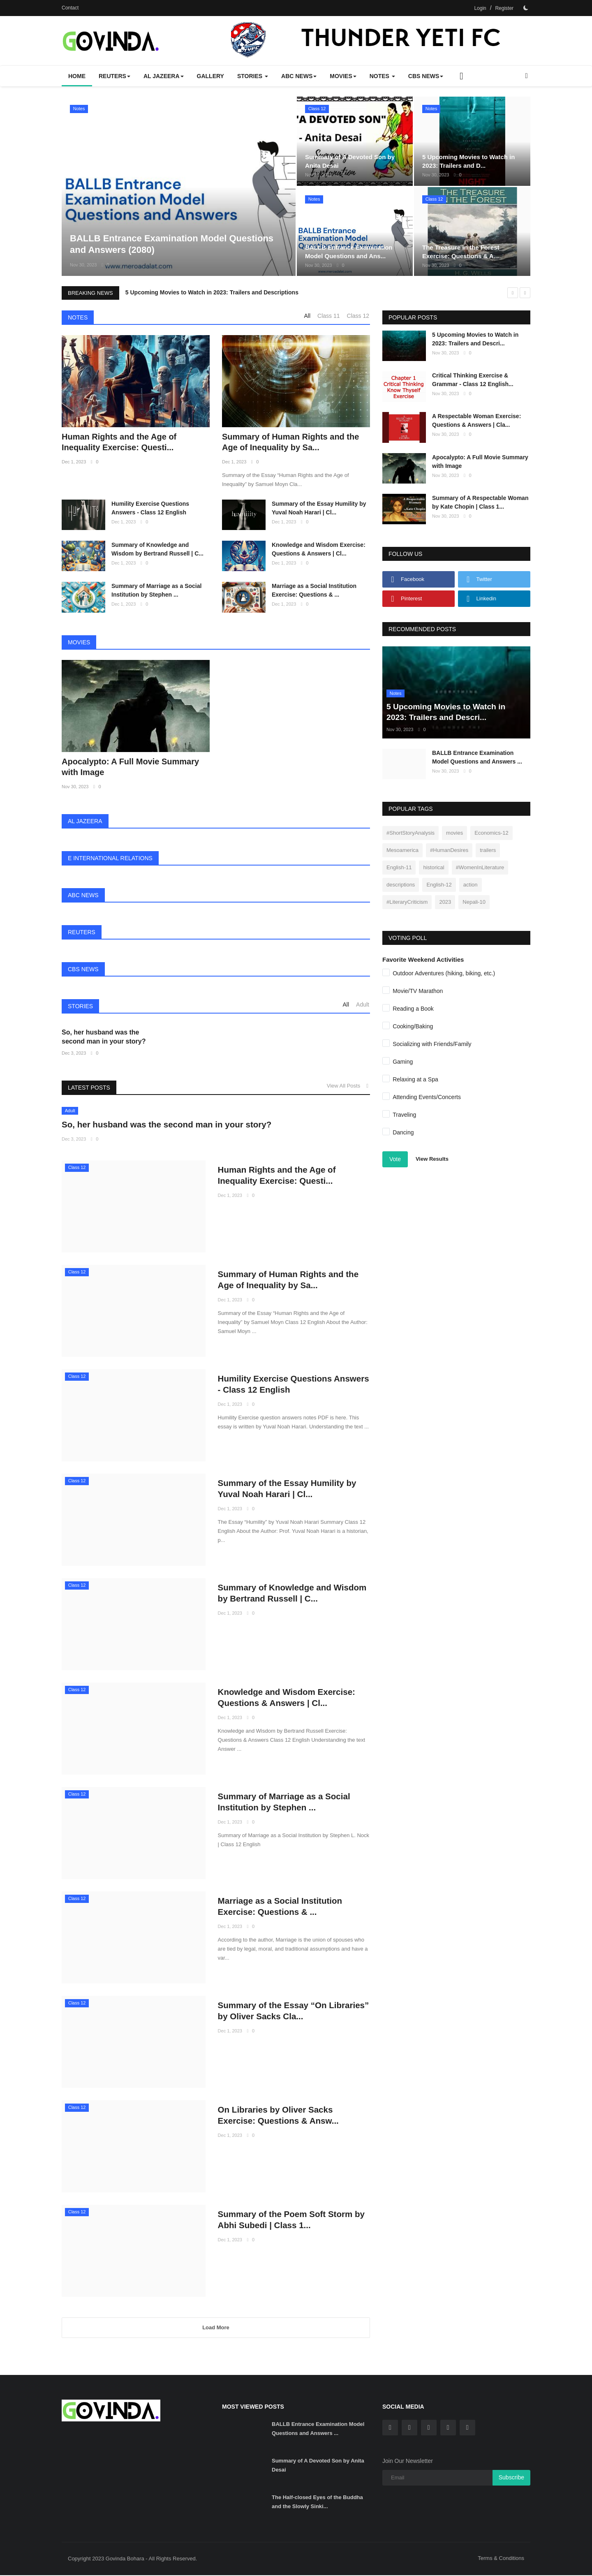 Contact
Login / Register
GOVINDA.
THUNDER YETI FC
HOME REUTERS AL JAZEERA GALLERY STORIES ABC NEWS MOVIES NOTES CBS NEWS
Notes
BALLB Entrance
Examination Model
Questions and Answers
BALLB Entrance Examination Model Questions
and Answers (2080)
Nov 30, 2023
www.meroadalat.com
Class 12
"A DEVOTED SON"
- Anita Desai
Summary of A Devoted Son by
Anita Desai
Notes
NIGHT
5 Upcoming Movies to Watch in
2023: Trailers and D...
Nov 30, 2023 0
Notes
BALLB Entrance Examination
Model Questions and Ans...
Nov 30, 2023 0
Class 12
THE TREASURE
IN THE FOREST
The Treasure in the Forest
Exercise: Questions & A...
Nov 30, 2023 0
BREAKING NEWS
5 Upcoming Movies to Watch in 2023: Trailers and Descriptions
NOTES
All Class 11 Class 12
Human Rights and the Age of
Inequality Exercise: Questi...
Dec 1, 2023 0
Summary of Human Rights and the
Age of Inequality by Sa...
Dec 1, 2023 0
Summary of the Essay "Human Rights and the Age of
Inequality" by Samuel Moyn Cla...
Humility Exercise Questions
Answers - Class 12 English
Dec 1, 2023 0
humility
Summary of the Essay Humility by
Yuval Noah Harari | Cl...
Dec 1, 2023 0
Summary of Knowledge and
Wisdom by Bertrand Russell | C...
Dec 1, 2023 0
Knowledge and Wisdom Exercise:
Questions & Answers | Cl...
Dec 1, 2023 0
Summary of Marriage as a Social
Institution by Stephen ...
Dec 1, 2023 0
Marriage as a Social Institution
Exercise: Questions & ...
Dec 1, 2023 0
MOVIES
Apocalypto: A Full Movie Summary
with Image
Nov 30, 2023 0
AL JAZEERA
E INTERNATIONAL RELATIONS
ABC NEWS
REUTERS
CBS NEWS
STORIES
All Adult
So, her husband was the
second man in your story?
Dec 3, 2023 0
LATEST POSTS
View All Posts
Adult
So, her husband was the second man in your story?
Dec 3, 2023 0
Class 12
Human Rights and the Age of
Inequality Exercise: Questi...
Dec 1, 2023 0
Class 12
Summary of Human Rights and the
Age of Inequality by Sa...
Dec 1, 2023 0
Summary of the Essay "Human Rights and the Age of
Inequality" by Samuel Moyn Class 12 English About the Author:
Samuel Moyn ...
Class 12
Humility Exercise Questions Answers
- Class 12 English
Dec 1, 2023 0
Humility Exercise question answers notes PDF is here. This
essay is written by Yuval Noah Harari. Understanding the text ...
Class 12
Summary of the Essay Humility by
Yuval Noah Harari | Cl...
Dec 1, 2023 0
The Essay "Humility" by Yuval Noah Harari Summary Class 12
English About the Author: Prof. Yuval Noah Harari is a historian,
p...
Class 12
Summary of Knowledge and Wisdom
by Bertrand Russell | C...
Dec 1, 2023 0
Class 12
Knowledge and Wisdom Exercise:
Questions & Answers | Cl...
Dec 1, 2023 0
Knowledge and Wisdom by Bertrand Russell Exercise:
Questions & Answers Class 12 English Understanding the text
Answer ...
Class 12
Summary of Marriage as a Social
Institution by Stephen ...
Dec 1, 2023 0
Summary of Marriage as a Social Institution by Stephen L. Nock
| Class 12 English
Class 12
Marriage as a Social Institution
Exercise: Questions & ...
Dec 1, 2023 0
According to the author, Marriage is the union of spouses who
are tied by legal, moral, and traditional assumptions and have a
var...
Class 12
Summary of the Essay “On Libraries”
by Oliver Sacks Cla...
Dec 1, 2023 0
Class 12
On Libraries by Oliver Sacks
Exercise: Questions & Answ...
Dec 1, 2023 0
Class 12
Summary of the Poem Soft Storm by
Abhi Subedi | Class 1...
Dec 1, 2023 0
Load More
POPULAR POSTS
5 Upcoming Movies to Watch in
2023: Trailers and Descri...
Nov 30, 2023 0
Chapter 1
Critical Thinking
Know Thyself
Exercise
Critical Thinking Exercise &
Grammar - Class 12 English...
Nov 30, 2023 0
A Respectable Woman Exercise:
Questions & Answers | Cla...
Nov 30, 2023 0
Apocalypto: A Full Movie Summary
with Image
Nov 30, 2023 0
Summary of A Respectable Woman
by Kate Chopin | Class 1...
Nov 30, 2023 0
FOLLOW US
Facebook Twitter
Pinterest Linkedin
RECOMMENDED POSTS
Notes
5 Upcoming Movies to Watch in
2023: Trailers and Descri...
Nov 30, 2023 0
BALLB Entrance Examination
Model Questions and Answers ...
Nov 30, 2023 0
POPULAR TAGS
#ShortStoryAnalysis movies Economics-12
Mesoamerica #HumanDesires trailers
English-11 historical #WomenInLiterature
descriptions English-12 action
#LiteraryCriticism 2023 Nepali-10
VOTING POLL
Favorite Weekend Activities
Outdoor Adventures (hiking, biking, etc.)
Movie/TV Marathon
Reading a Book
Cooking/Baking
Socializing with Friends/Family
Gaming
Relaxing at a Spa
Attending Events/Concerts
Traveling
Dancing
Vote View Results
GOVINDA.
MOST VIEWED POSTS
BALLB Entrance Examination Model
Questions and Answers ...
Summary of A Devoted Son by Anita
Desai
The Half-closed Eyes of the Buddha
and the Slowly Sinki...
SOCIAL MEDIA
Join Our Newsletter
Email Subscribe
Copyright 2023 Govinda Bohara - All Rights Reserved.
Terms & Conditions